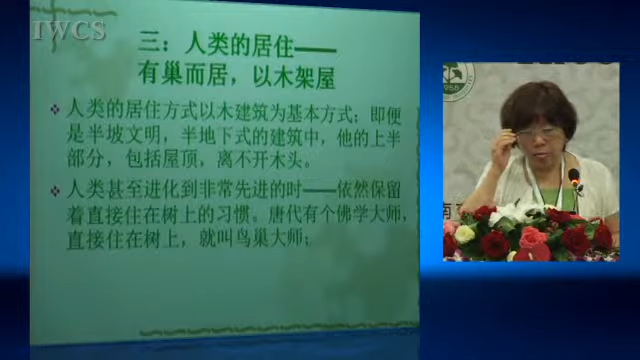 IWCS
三：人类的居住——
有巢而居，以木架屋
人类的居住方式以木建筑为基本方式；即便
是半坡文明，半地下式的建筑中，他的上半
部分，包括屋顶，离不开木头。
人类甚至进化到非常先进的时——依然保留
着直接住在树上的习惯。唐代有个佛学大师，
直接住在树上，就叫鸟巢大师；
1958
南京